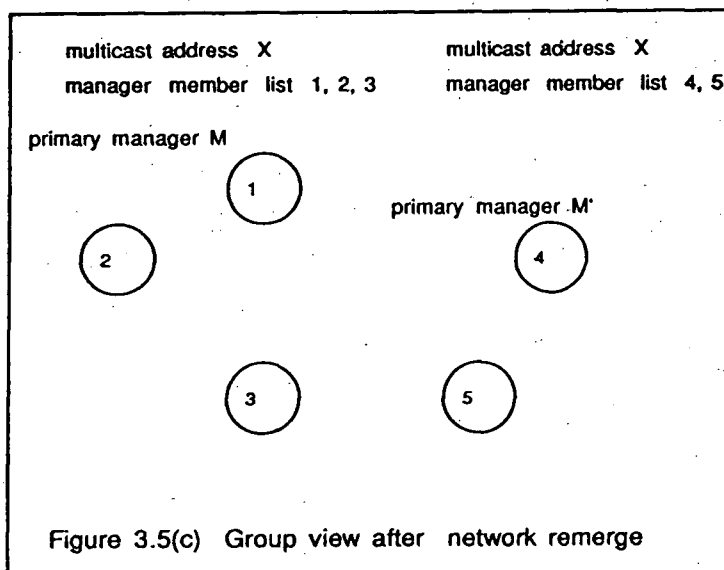 multicast address X
multicast address X
manager member list 1, 2, 3
manager member list 4, 5
primary manager M
1
primary manager M'
2
4
3
5
Figure 3.5(c) Group view after network remerge